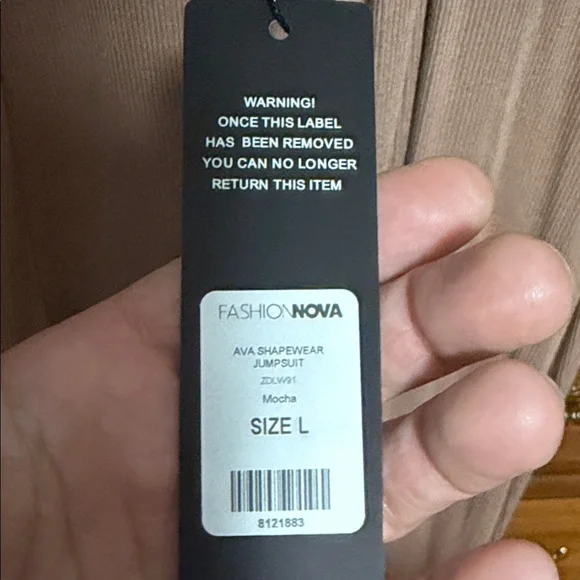 WARNING!
ONCE THIS LABEL
HAS BEEN REMOVED
YOU CAN NO LONGER
RETURN THIS ITEM
FASHIONNOVA
AVA SHAPEWEAR
JUMPSUIT
ZDLW91
Mocha
SIZE L
8121883